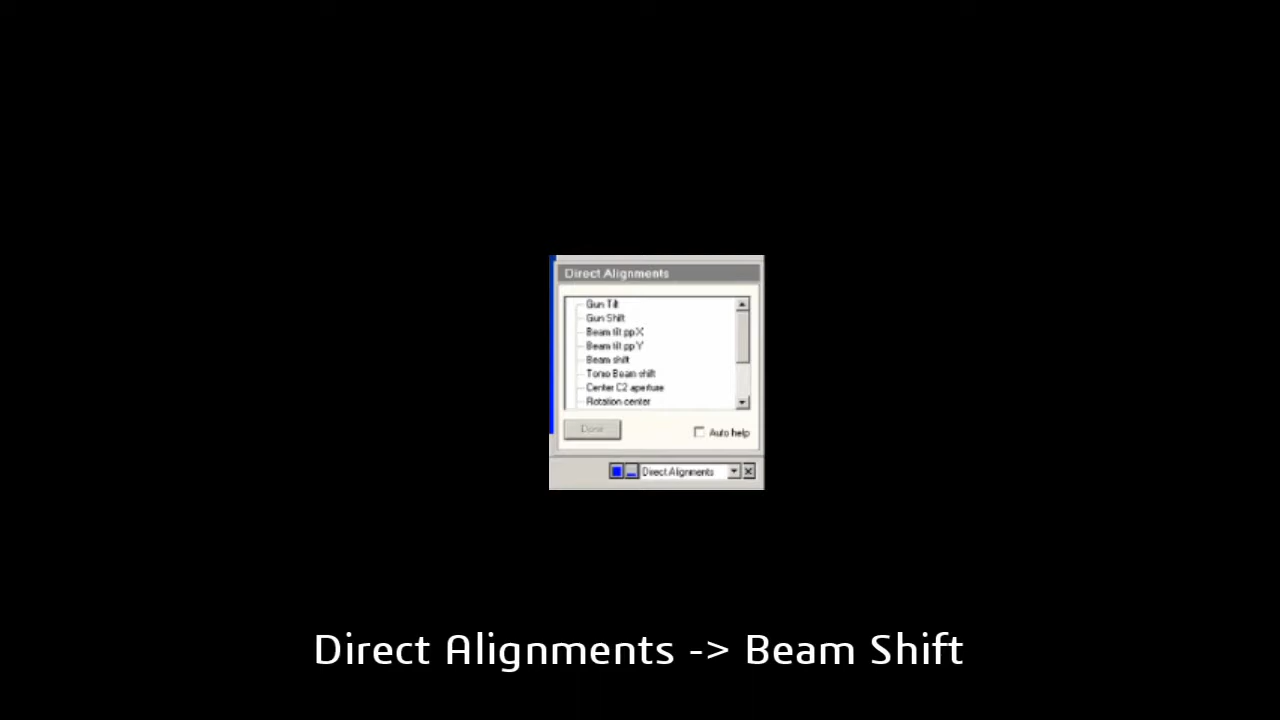 Direct Alignments
Gun Tilt
Gun Shift
Beam tilt pp X
Beam tilt pp Y
Beam shift
Tomo Beam shift
Center C2 aperture
Rotation center
Done
Auto help
Direct Alignments
Direct Alignments -> Beam Shift